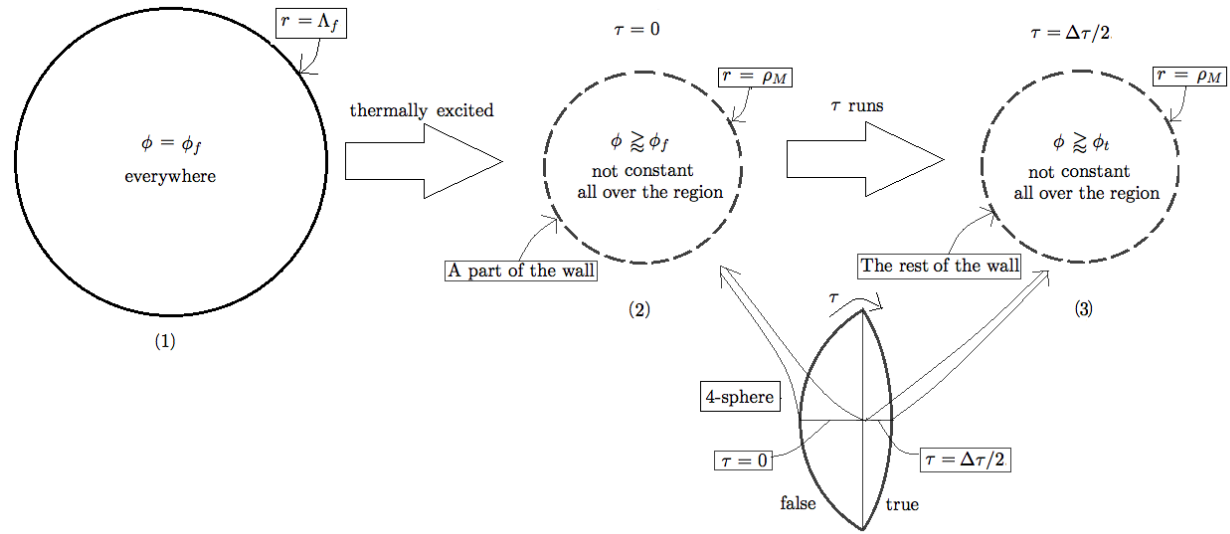 r = Λ_f
ϕ = ϕ_f
everywhere
(1)
thermally excited
τ = 0
r = ρ_M
ϕ ⪆ ϕ_f
not constant
all over the region
A part of the wall
(2)
τ runs
τ = Δτ/2
r = ρ_M
ϕ ⪆ ϕ_t
not constant
all over the region
The rest of the wall
(3)
τ
4-sphere
τ = 0
τ = Δτ/2
false
true